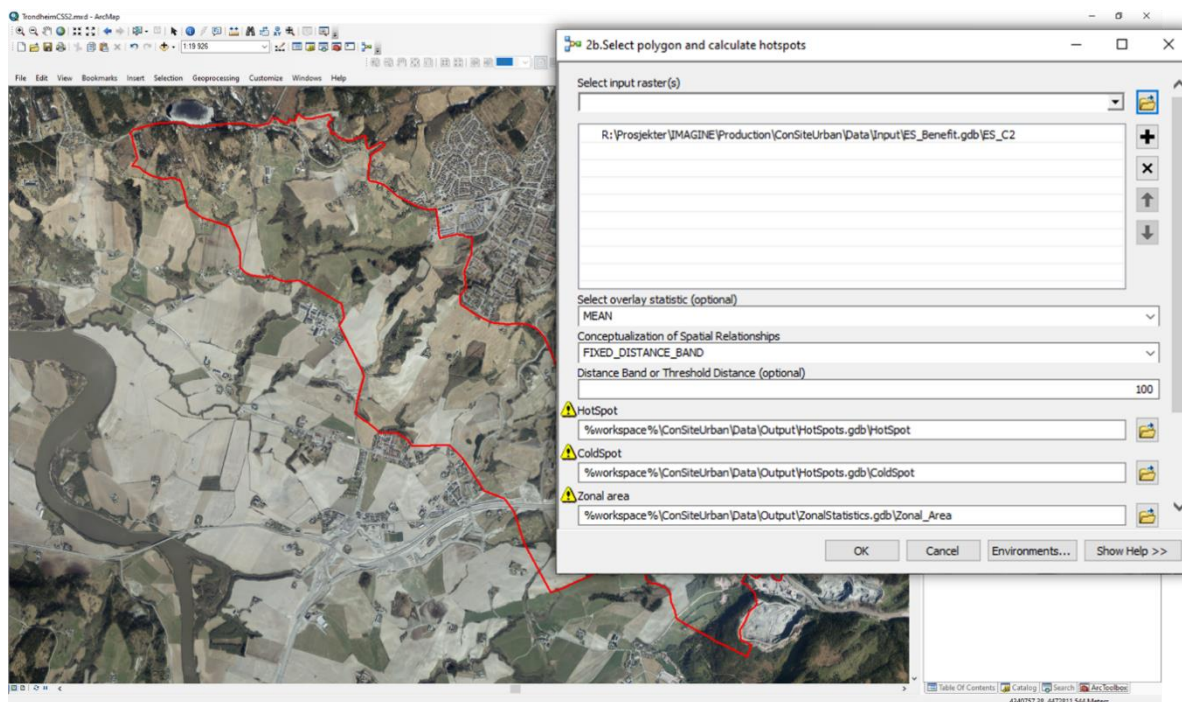 TrondheimCSS2.mxd - ArcMap
1:19 926
File Edit View Bookmarks Insert Selection Geoprocessing Customize Windows Help
2b.Select polygon and calculate hotspots
Select input raster(s)
R:\Prosjekter\IMAGINE\Production\ConSiteUrban\Data\Input\ES_Benefit.gdb\ES_C2
Select overlay statistic (optional)
MEAN
Conceptualization of Spatial Relationships
FIXED_DISTANCE_BAND
Distance Band or Threshold Distance (optional)
100
HotSpot
%workspace%\ConSiteUrban\Data\Output\HotSpots.gdb\HotSpot
ColdSpot
%workspace%\ConSiteUrban\Data\Output\HotSpots.gdb\ColdSpot
Zonal area
%workspace%\ConSiteUrban\Data\Output\ZonalStatistics.gdb\Zonal_Area
OK Cancel Environments... Show Help >>
Table Of Contents Catalog Search ArcToolbox